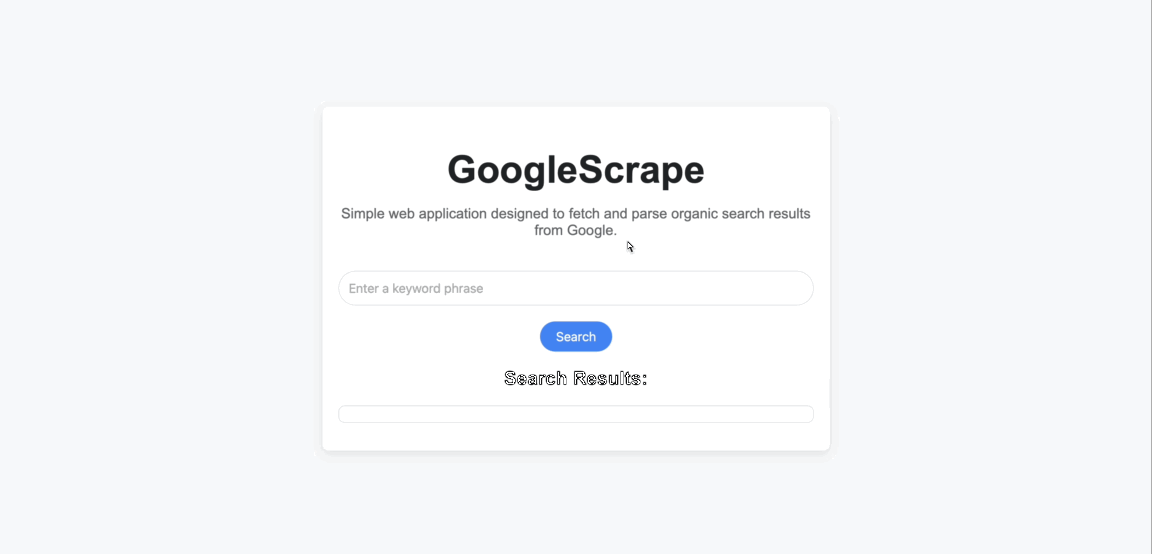 GoogleScrape
Simple web application designed to fetch and parse organic search results
from Google.
Enter a keyword phrase
Search
Search Results: